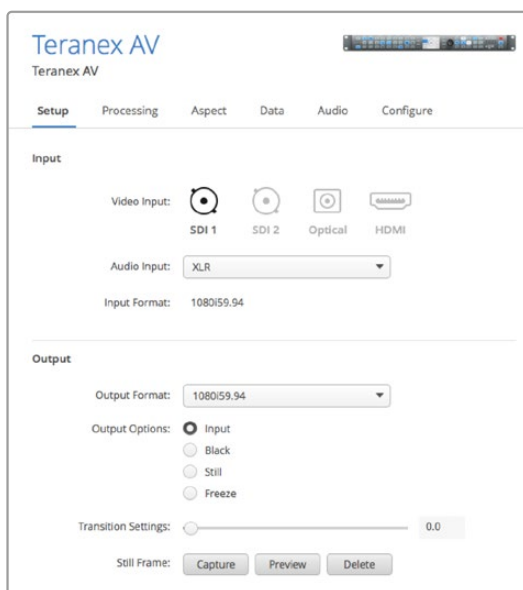 Teranex AV
Teranex AV
Setup Processing Aspect Data Audio Configure
Input
Video Input:
SDI 1 SDI 2 Optical HDMI
Audio Input: XLR
Input Format: 1080i59.94
Output
Output Format: 1080i59.94
Output Options: Input
Black
Still
Freeze
Transition Settings: 0.0
Still Frame: Capture Preview Delete